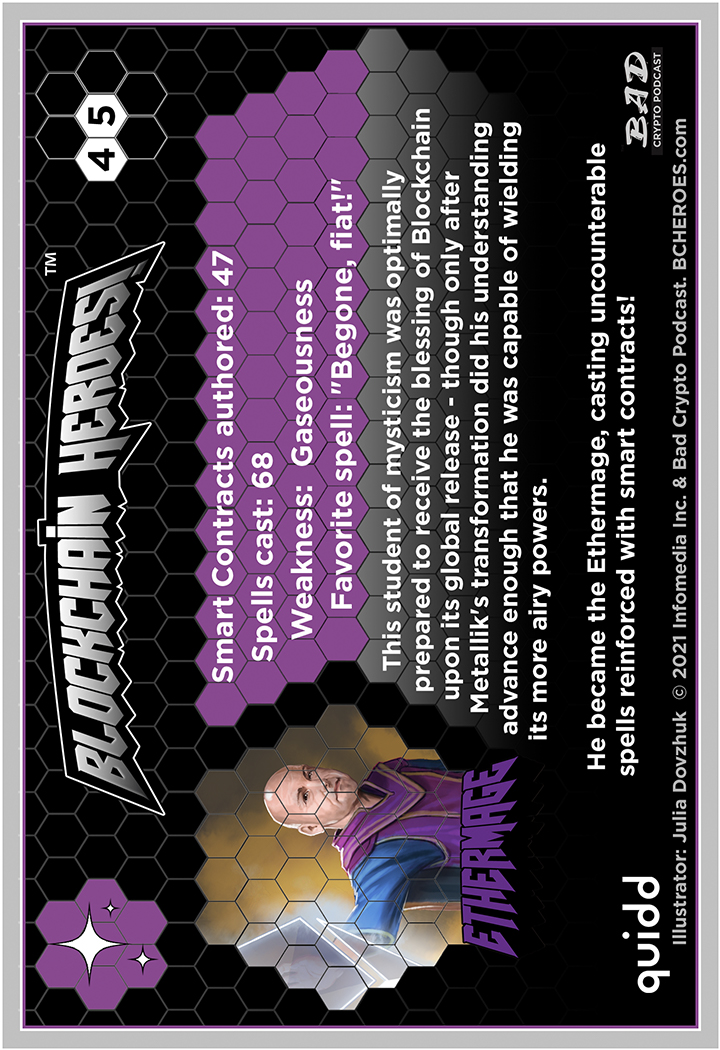 BLOCKCHAIN HEROES!
TM
45
Smart Contracts authored: 47
Spells cast: 68
Weakness: Gaseousness
Favorite spell: "Begone, fiat!"
ETHERMAGE
This student of mysticism was optimally
prepared to receive the blessing of Blockchain
upon its global release - though only after
Metallik's transformation did his understanding
advance enough that he was capable of wielding
its more airy powers.
He became the Ethermage, casting uncounterable
spells reinforced with smart contracts!
quidd
BAD
CRYPTO PODCAST
Illustrator: Julia Dovzhuk © 2021 Infomedia Inc. & Bad Crypto Podcast. BCHEROES.com